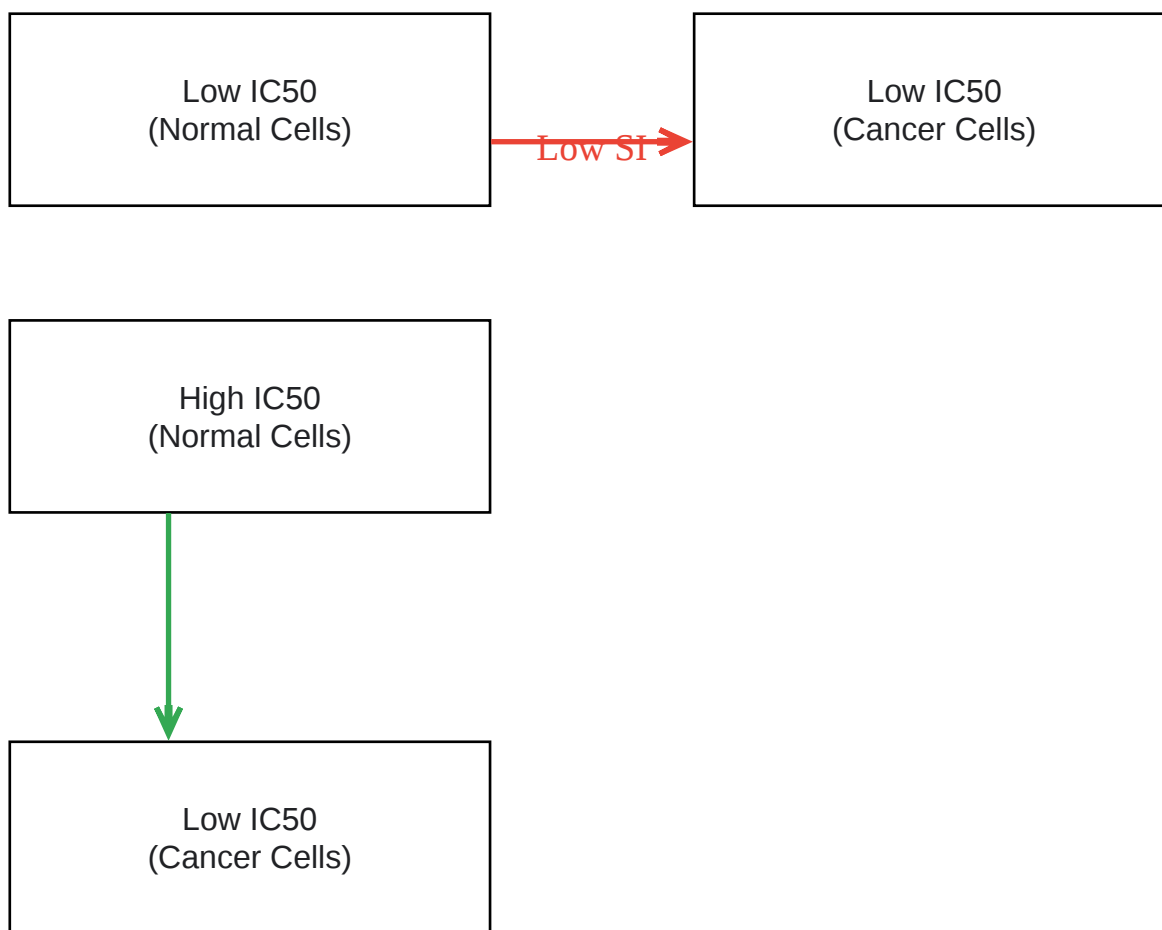 Low IC50
(Normal Cells)
Low SI
Low IC50
(Cancer Cells)
High IC50
(Normal Cells)
Low IC50
(Cancer Cells)